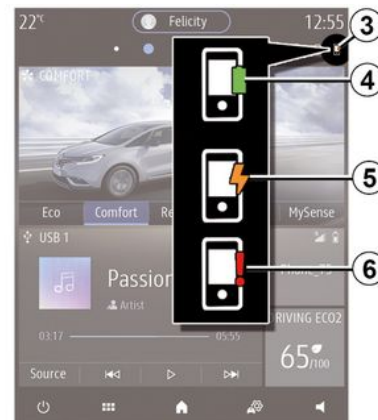 22°C
Felicity
12:55
3
COMFORT
4
5
Eco
Comfort
Re
MySense
USB 1
Passion
Artist
6
RIVING ECO2
03:17
05:55
65/100
Source